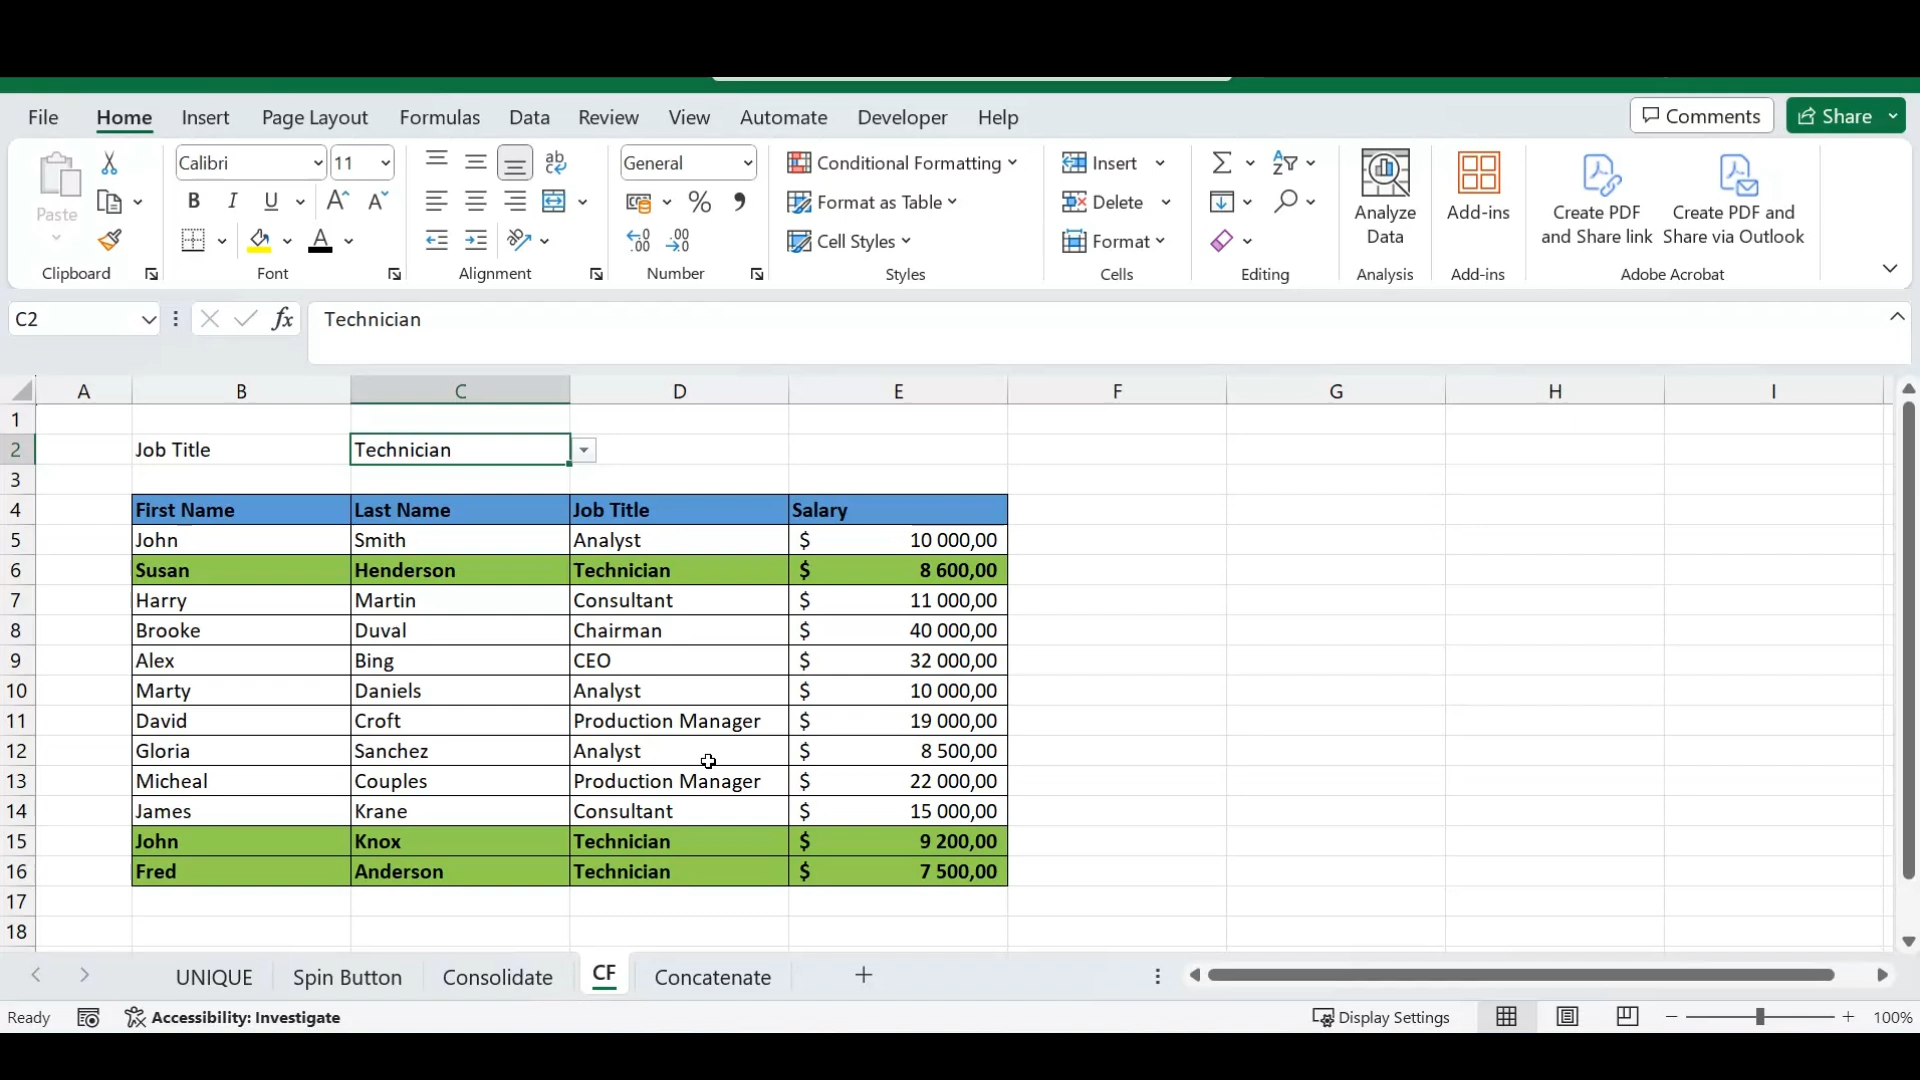 File Home Insert Page Layout Formulas Data Review View Automate Developer Help Comments Share
Paste Calibri 11 General Conditional Formatting Insert
B I U A A ab % Format as Table Delete
A Cell Styles Format
Analyze Data Add-ins Create PDF and Share link Create PDF and Share via Outlook
Clipboard Font Alignment Number Styles Cells Editing Analysis Add-ins Adobe Acrobat
C2 fx Technician
A B C D E F G H I
1
2 Job Title Technician
3
4 First Name Last Name Job Title Salary
5 John Smith Analyst $ 10 000,00
6 Susan Henderson Technician $ 8 600,00
7 Harry Martin Consultant $ 11 000,00
8 Brooke Duval Chairman $ 40 000,00
9 Alex Bing CEO $ 32 000,00
10 Marty Daniels Analyst $ 10 000,00
11 David Croft Production Manager $ 19 000,00
12 Gloria Sanchez Analyst $ 8 500,00
13 Micheal Couples Production Manager $ 22 000,00
14 James Krane Consultant $ 15 000,00
15 John Knox Technician $ 9 200,00
16 Fred Anderson Technician $ 7 500,00
17
18
UNIQUE Spin Button Consolidate CF Concatenate
Ready Accessibility: Investigate Display Settings 100%